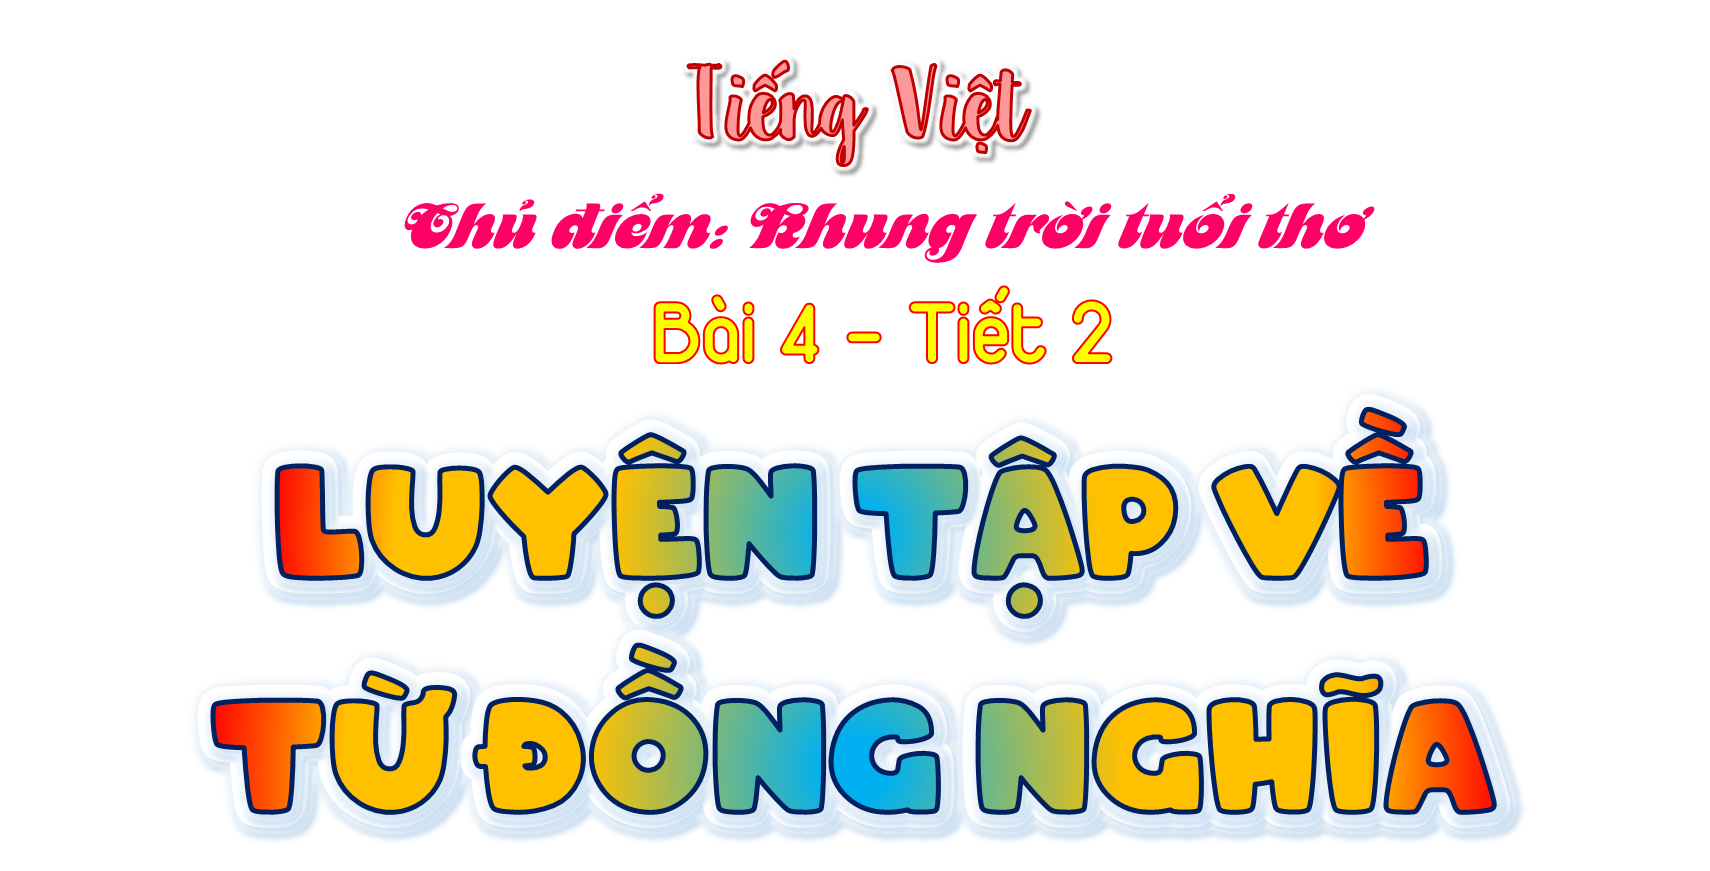 Tiếng Việt
Chủ điểm: Khung trời tuổi thơ
Bài 4 - Tiết 2
LUYỆN TẬP VỀ
TỪ ĐỒNG NGHĨA